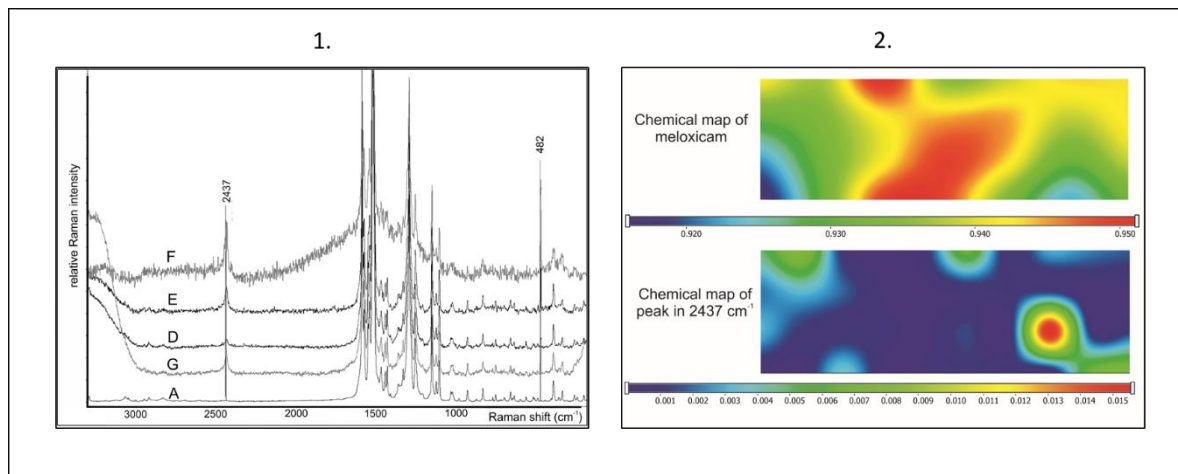 1.
2.
relative Raman intensity
2437
482
F
E
D
G
A
3000
2500
2000
1500
1000
Raman shift (cm⁻¹)
Chemical map of
meloxicam
0.920
0.930
0.940
0.950
Chemical map of
peak in 2437 cm⁻¹
0.001 0.002 0.003 0.004 0.005 0.006 0.007 0.008 0.009 0.010 0.011 0.012 0.013 0.014 0.015